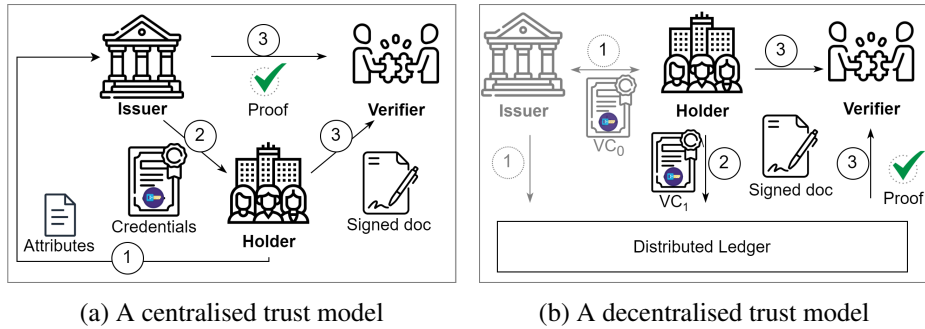 3
Issuer
Proof
Verifier
2
3
Credentials
Holder
Signed doc
Attributes
1
(a) A centralised trust model
1
3
Issuer
VC0
Holder
Verifier
1
VC1
2
Signed doc
3
Proof
Distributed Ledger
(b) A decentralised trust model